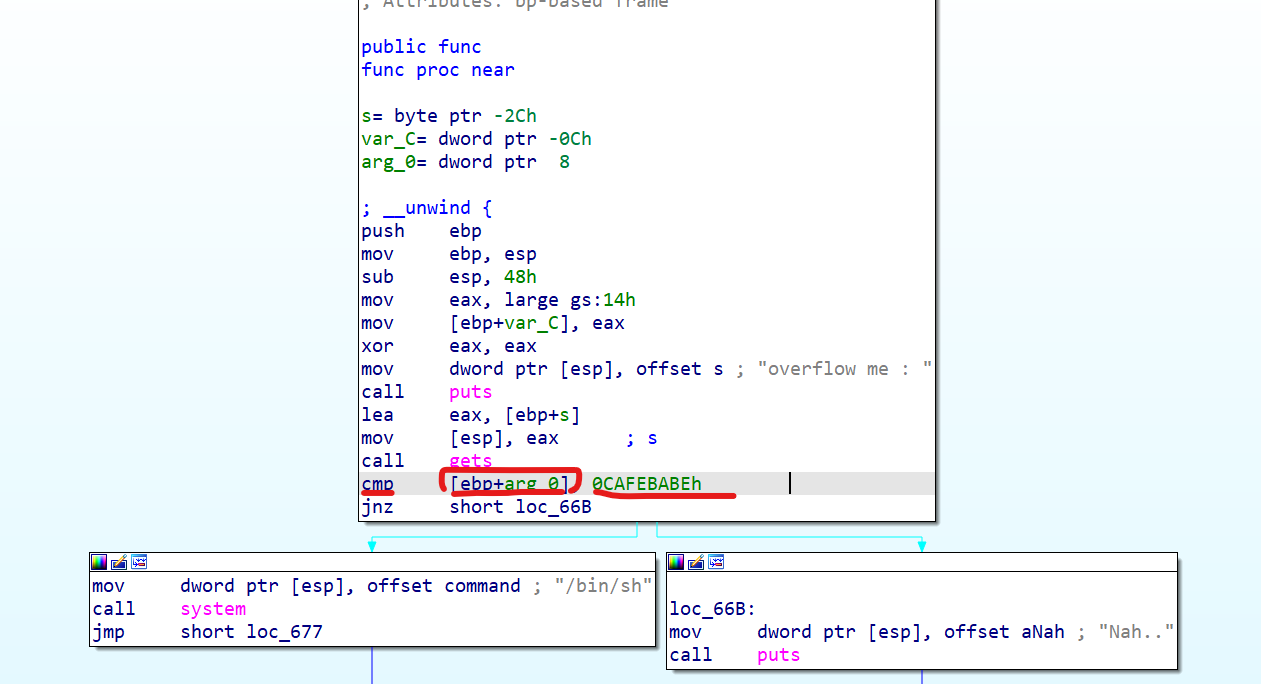 ; Attributes: bp-based frame
public func
func proc near
s= byte ptr -2Ch
var_C= dword ptr -0Ch
arg_0= dword ptr  8
; __unwind {
push    ebp
mov     ebp, esp
sub     esp, 48h
mov     eax, large gs:14h
mov     [ebp+var_C], eax
xor     eax, eax
mov     dword ptr [esp], offset s ; "overflow me : "
call    puts
lea     eax, [ebp+s]
mov     [esp], eax      ; s
call    gets
cmp     [ebp+arg_0], 0CAFEBABEh
jnz     short loc_66B
mov     dword ptr [esp], offset command ; "/bin/sh"
call    system
jmp     short loc_677
loc_66B:
mov     dword ptr [esp], offset aNah ; "Nah.."
call    puts